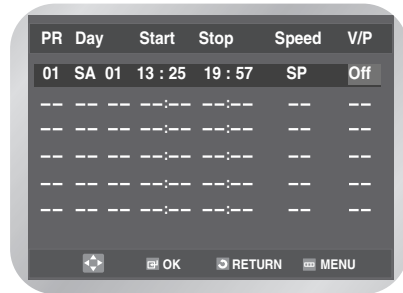 PR Day Start Stop Speed V/P
01 SA 01 13 : 25 19 : 57 SP Off
–– –– –– ––:–– ––:–– –– ––
–– –– –– ––:–– ––:–– –– ––
–– –– –– ––:–– ––:–– –– ––
–– –– –– ––:–– ––:–– –– ––
–– –– –– ––:–– ––:–– –– ––
OK RETURN MENU